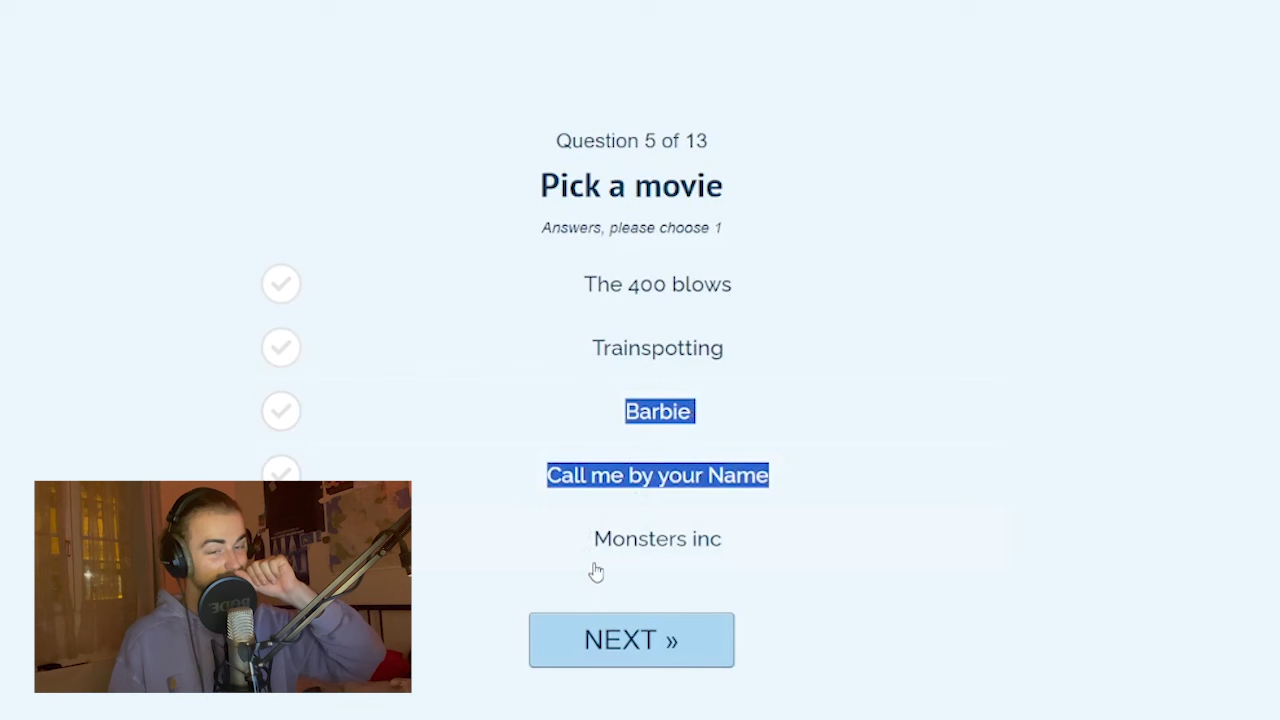 Question 5 of 13
Pick a movie
Answers, please choose 1
The 400 blows
Trainspotting
Barbie
Call me by your Name
Monsters inc
NEXT »